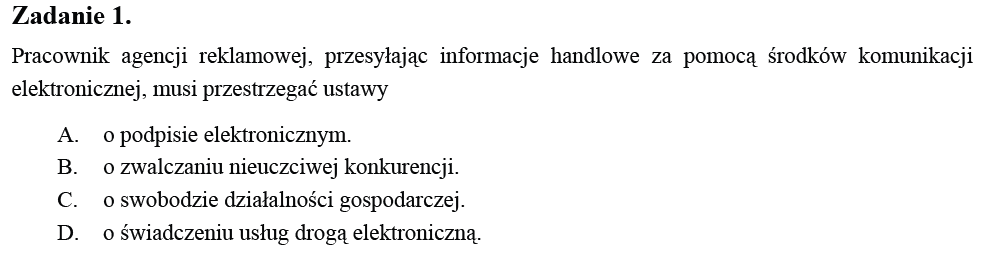 Zadanie 1.
Pracownik agencji reklamowej, przesyłając informacje handlowe za pomocą środków komunikacji
elektronicznej, musi przestrzegać ustawy
A. o podpisie elektronicznym.
B. o zwalczaniu nieuczciwej konkurencji.
C. o swobodzie działalności gospodarczej.
D. o świadczeniu usług drogą elektroniczną.